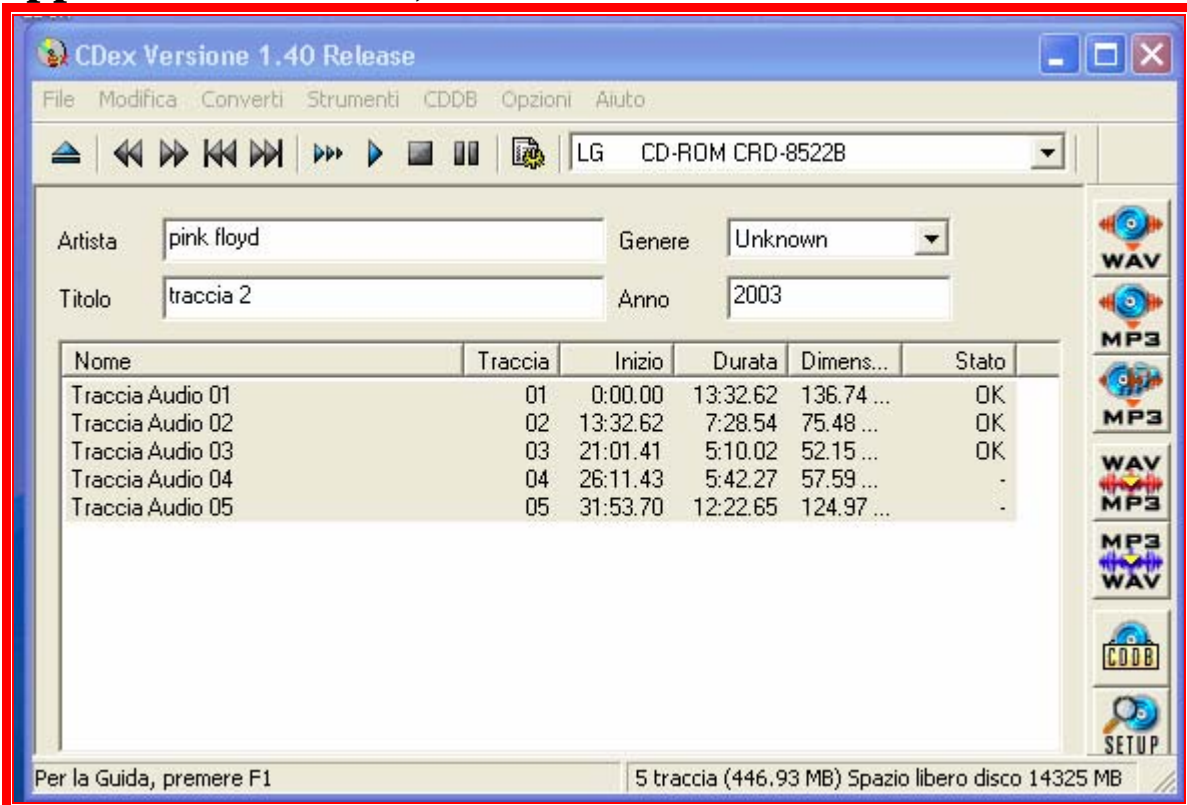 CDex Versione 1.40 Release
File Modifica Converti Strumenti CDDB Opzioni Aiuto
LG CD-ROM CRD-8522B
Artista pink floyd Genere Unknown
Titolo traccia 2 Anno 2003
Nome Traccia Inizio Durata Dimens... Stato
Traccia Audio 01 01 0:00.00 13:32.62 136.74 ... OK
Traccia Audio 02 02 13:32.62 7:28.54 75.48 ... OK
Traccia Audio 03 03 21:01.41 5:10.02 52.15 ... OK
Traccia Audio 04 04 26:11.43 5:42.27 57.59 ... -
Traccia Audio 05 05 31:53.70 12:22.65 124.97 ... -
WAV
MP3
MP3
WAV
MP3
MP3
WAV
CDDB
SETUP
Per la Guida, premere F1 5 traccia (446.93 MB) Spazio libero disco 14325 MB